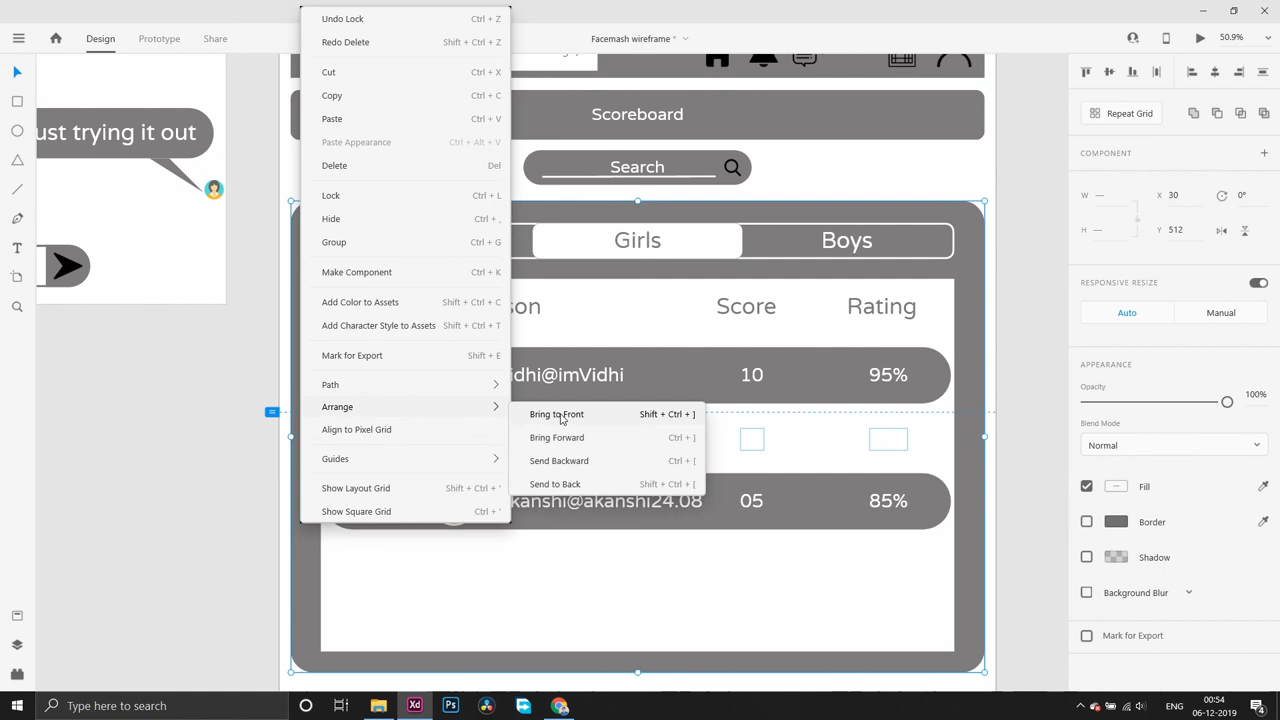 Design
Prototype
Share
Facemash wireframe *
50.9%
Undo Lock Ctrl + Z
Redo Delete Shift + Ctrl + Z
Cut Ctrl + X
Copy Ctrl + C
Paste Ctrl + V
Paste Appearance Ctrl + Alt + V
Delete Del
Lock Ctrl + L
Hide Ctrl + ,
Group Ctrl + G
Make Component Ctrl + K
Add Color to Assets Shift + Ctrl + C
Add Character Style to Assets Shift + Ctrl + T
Mark for Export Shift + E
Path
Arrange
Align to Pixel Grid
Guides
Show Layout Grid Shift + Ctrl + '
Show Square Grid Ctrl + '
Bring to Front Shift + Ctrl + ]
Bring Forward Ctrl + ]
Send Backward Ctrl + [
Send to Back Shift + Ctrl + [
ust trying it out
Scoreboard
Search
Girls
Boys
son
Score
Rating
idhi@imVidhi
10
95%
kanshi@akanshi24.08
05
85%
Repeat Grid
COMPONENT
W
X 30
0°
H
Y 512
RESPONSIVE RESIZE
Auto
Manual
APPEARANCE
Opacity
100%
Blend Mode
Normal
Fill
Border
Shadow
Background Blur
Mark for Export
Type here to search
Xd
Ps
ENG
00:54
06-12-2019
4